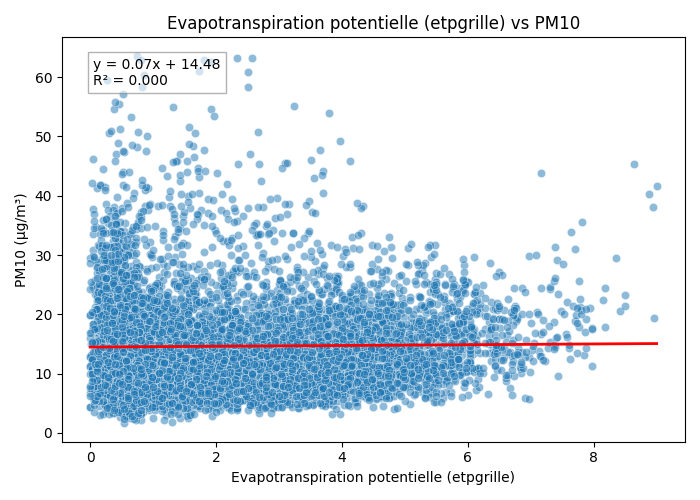 Evapotranspiration potentielle (etpgrille) vs PM10
y = 0.07x + 14.48
R² = 0.000
60
50
40
30
20
10
0
PM10 (µg/m³)
0 2 4 6 8
Evapotranspiration potentielle (etpgrille)